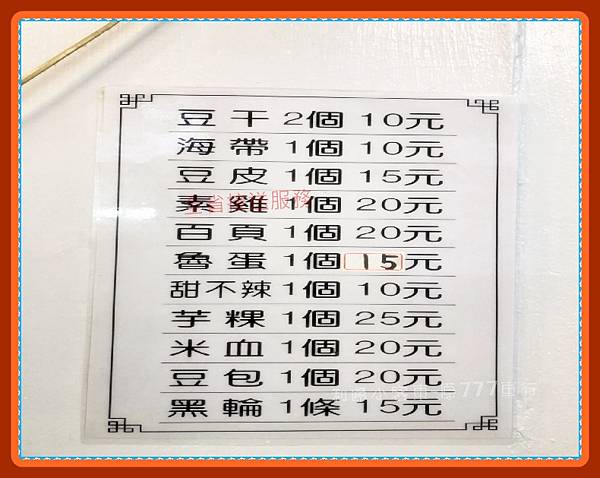 豆干 2個 10元
海帶 1個 10元
豆皮 1個 15元
素雞 1個 20元
百頁 1個 20元
魯蛋 1個 15元
甜不辣 1個 10元
芋粿 1個 25元
米血 1個 20元
豆包 1個 20元
黑輪 1條 15元